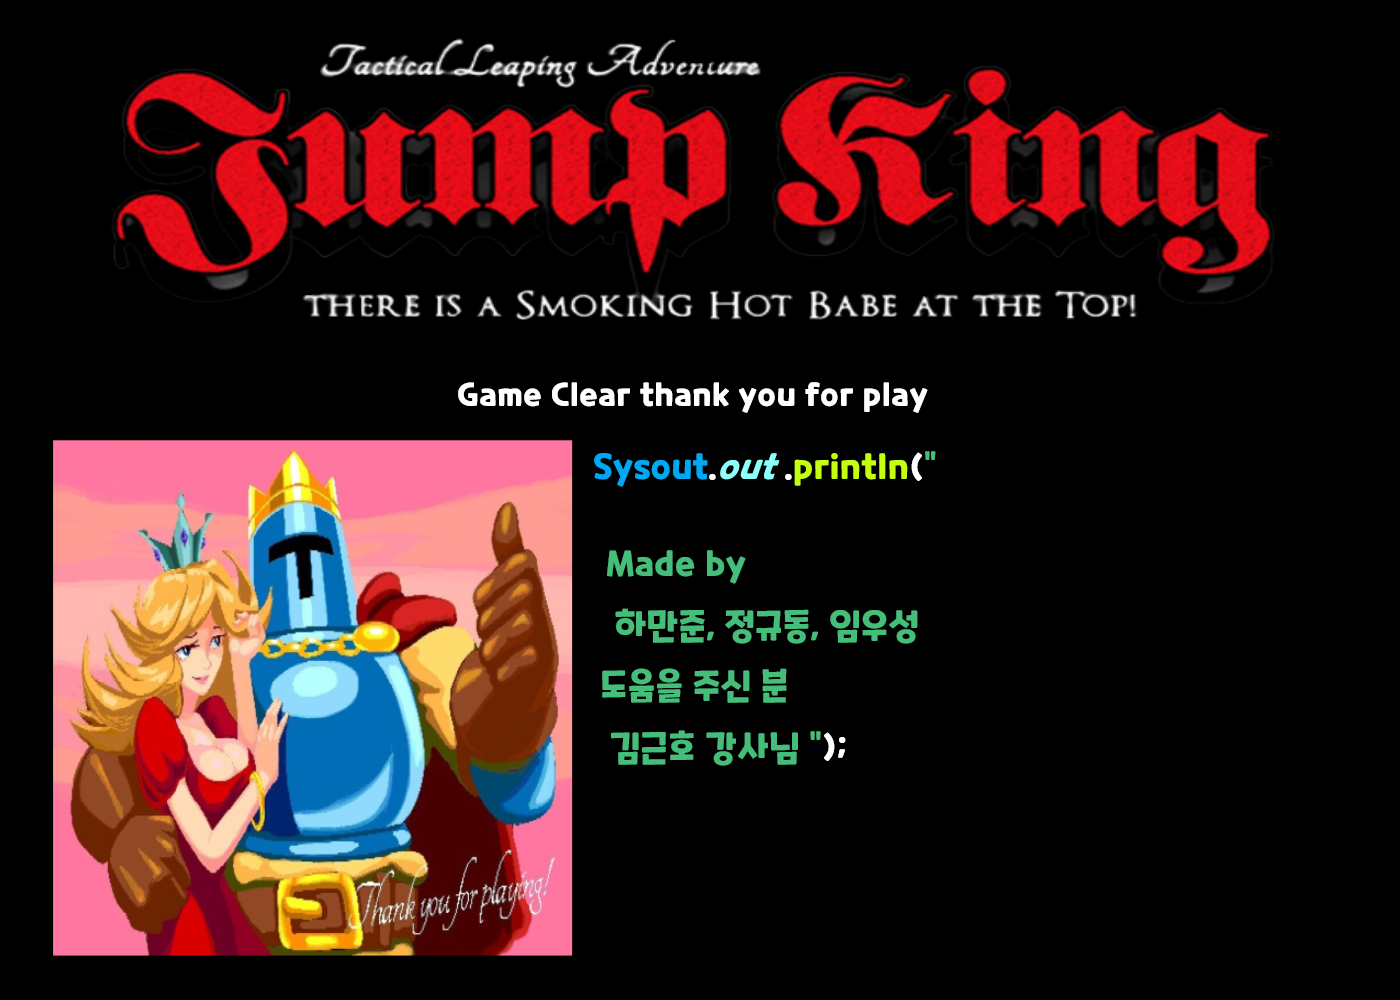 Tactical Leaping Adventure
Jump King
THERE IS A SMOKING HOT BABE AT THE TOP!
Game Clear thank you for play
Sysout.out .println("
Made by
하만준, 정규동, 임우성
도움을 주신 분
김근호 강사님 ");
Thank you for playing!